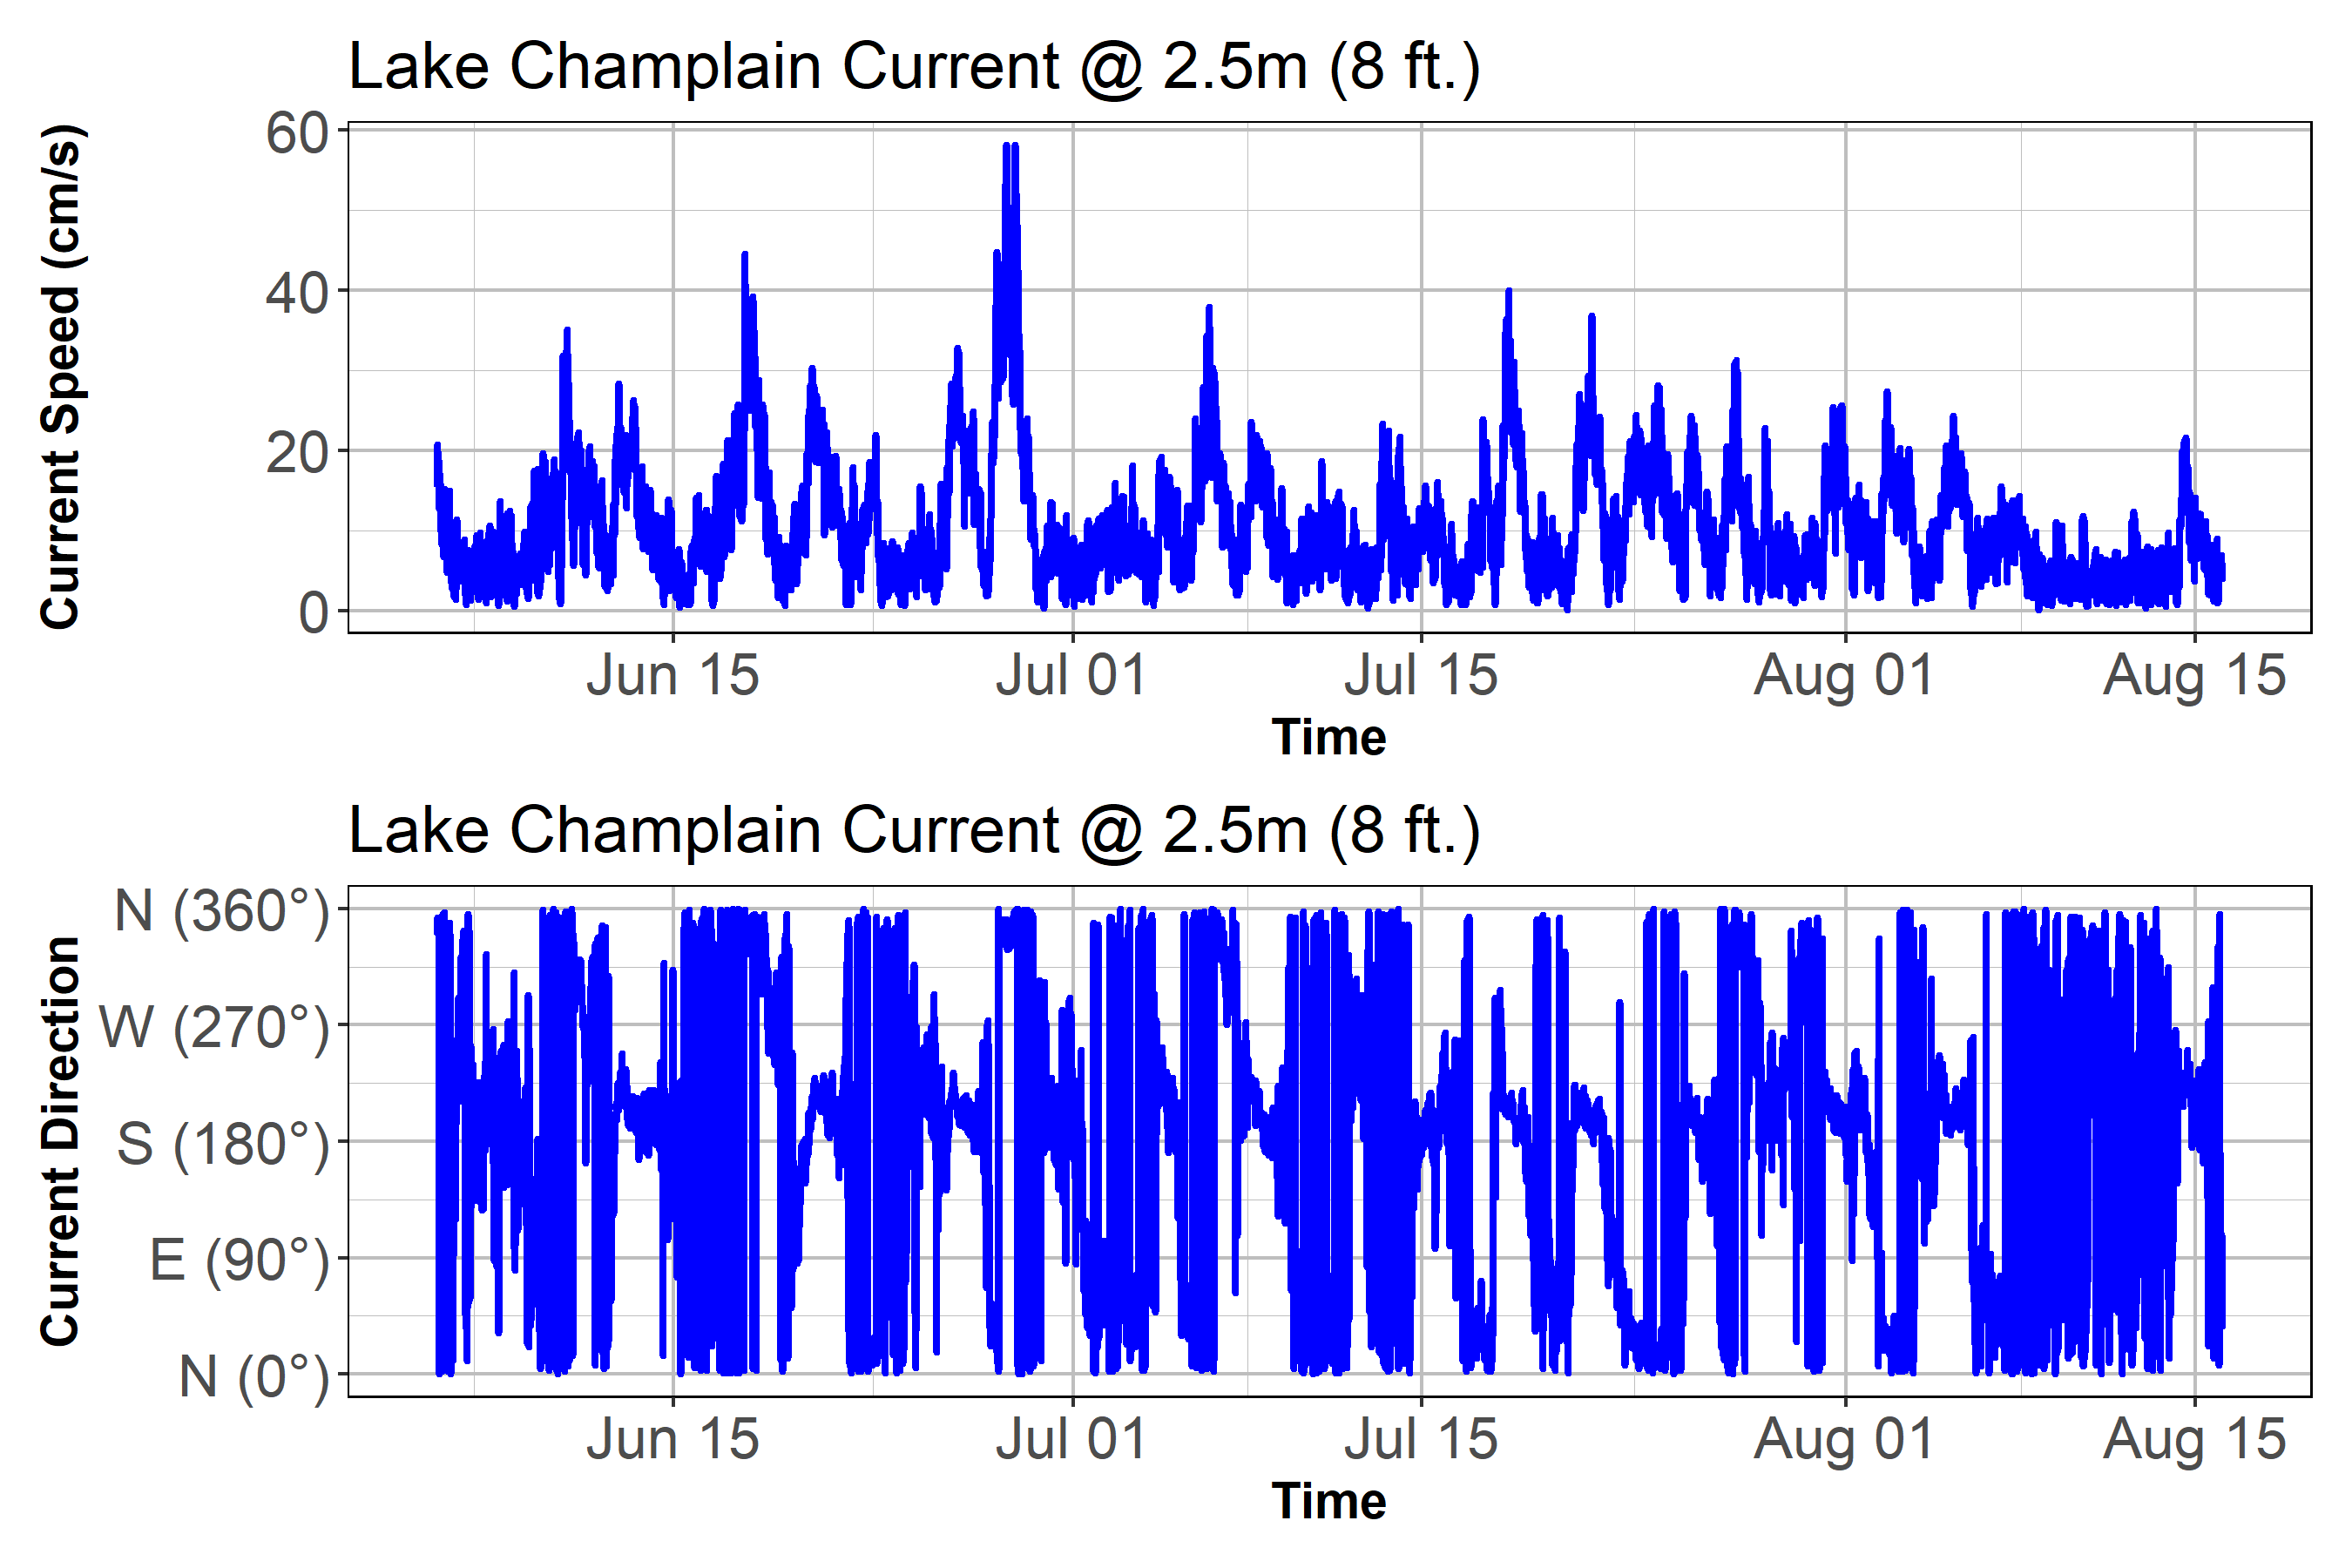 Lake Champlain Current @ 2.5m (8 ft.)
Current Speed (cm/s)
60
40
20
0
Jun 15 Jul 01 Jul 15 Aug 01 Aug 15
Time
Lake Champlain Current @ 2.5m (8 ft.)
Current Direction
N (360°)
W (270°)
S (180°)
E (90°)
N (0°)
Jun 15 Jul 01 Jul 15 Aug 01 Aug 15
Time